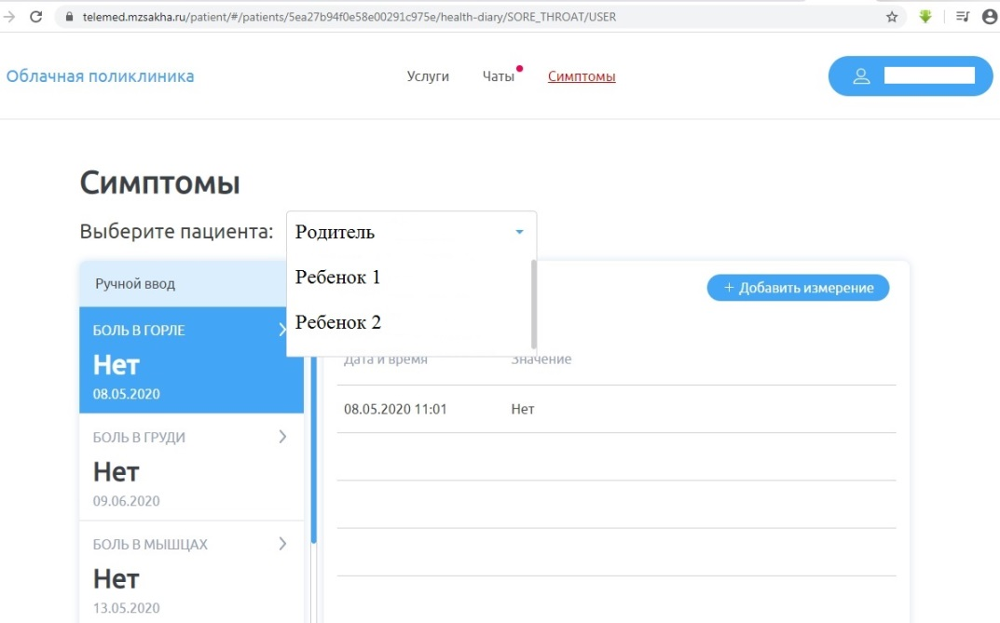 telemed.mzsakha.ru/patient/#/patients/5ea27b94f0e58e00291c975e/health-diary/SORE_THROAT/USER
Облачная поликлиника
Услуги
Чаты
Симптомы
Симптомы
Выберите пациента:
Родитель
Ребенок 1
Ребенок 2
Ручной ввод
+ Добавить измерение
БОЛЬ В ГОРЛЕ
Нет
08.05.2020
БОЛЬ В ГРУДИ
Нет
09.06.2020
БОЛЬ В МЫШЦАХ
Нет
13.05.2020
Дата и время
Значение
08.05.2020 11:01
Нет